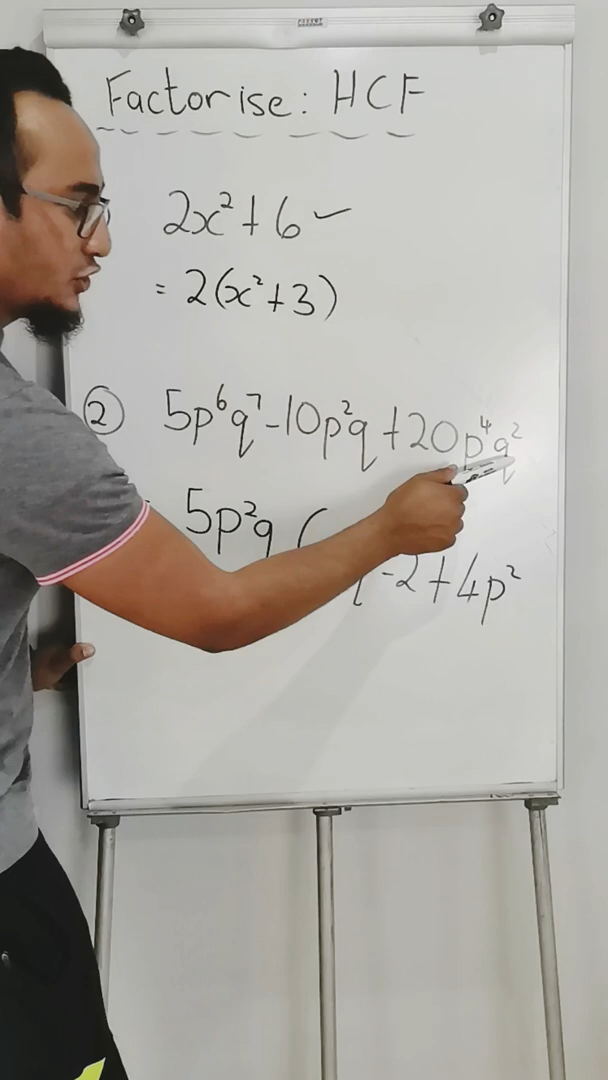 Factorise: HCF
2x² + 6 ✓
= 2(x² + 3)
② 5p⁶q⁷ - 10p²q + 20p⁴q²
5p²q (
- 2 + 4p²